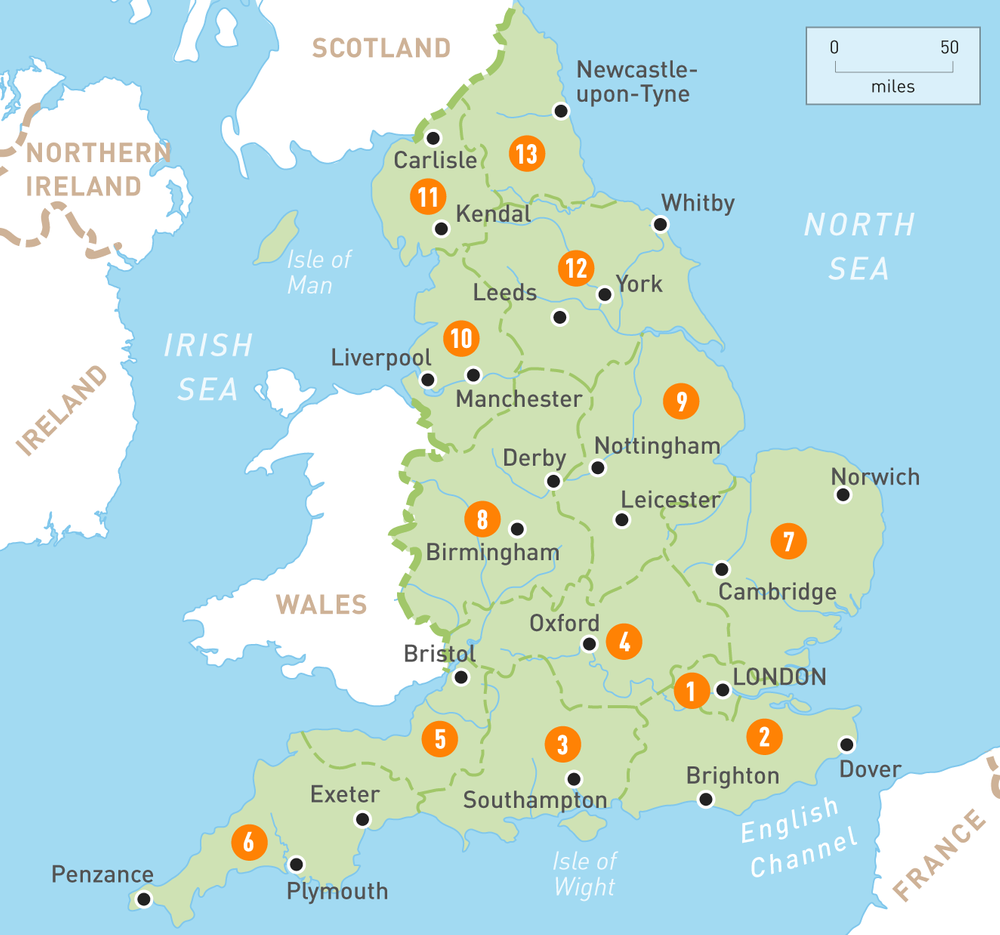 SCOTLAND
0 50
miles
Newcastle-
upon-Tyne
NORTHERN
IRELAND
Carlisle
13
11
Kendal
Whitby
NORTH
SEA
Isle of
Man
12
York
Leeds
IRISH
SEA
10
Liverpool
Manchester
9
IRELAND
Nottingham
Derby
Norwich
Leicester
8
Birmingham
7
Cambridge
WALES
Oxford
4
Bristol
LONDON
1
5
3
2
Dover
Brighton
Exeter
Southampton
English
Channel
6
Isle of
Wight
FRANCE
Penzance
Plymouth